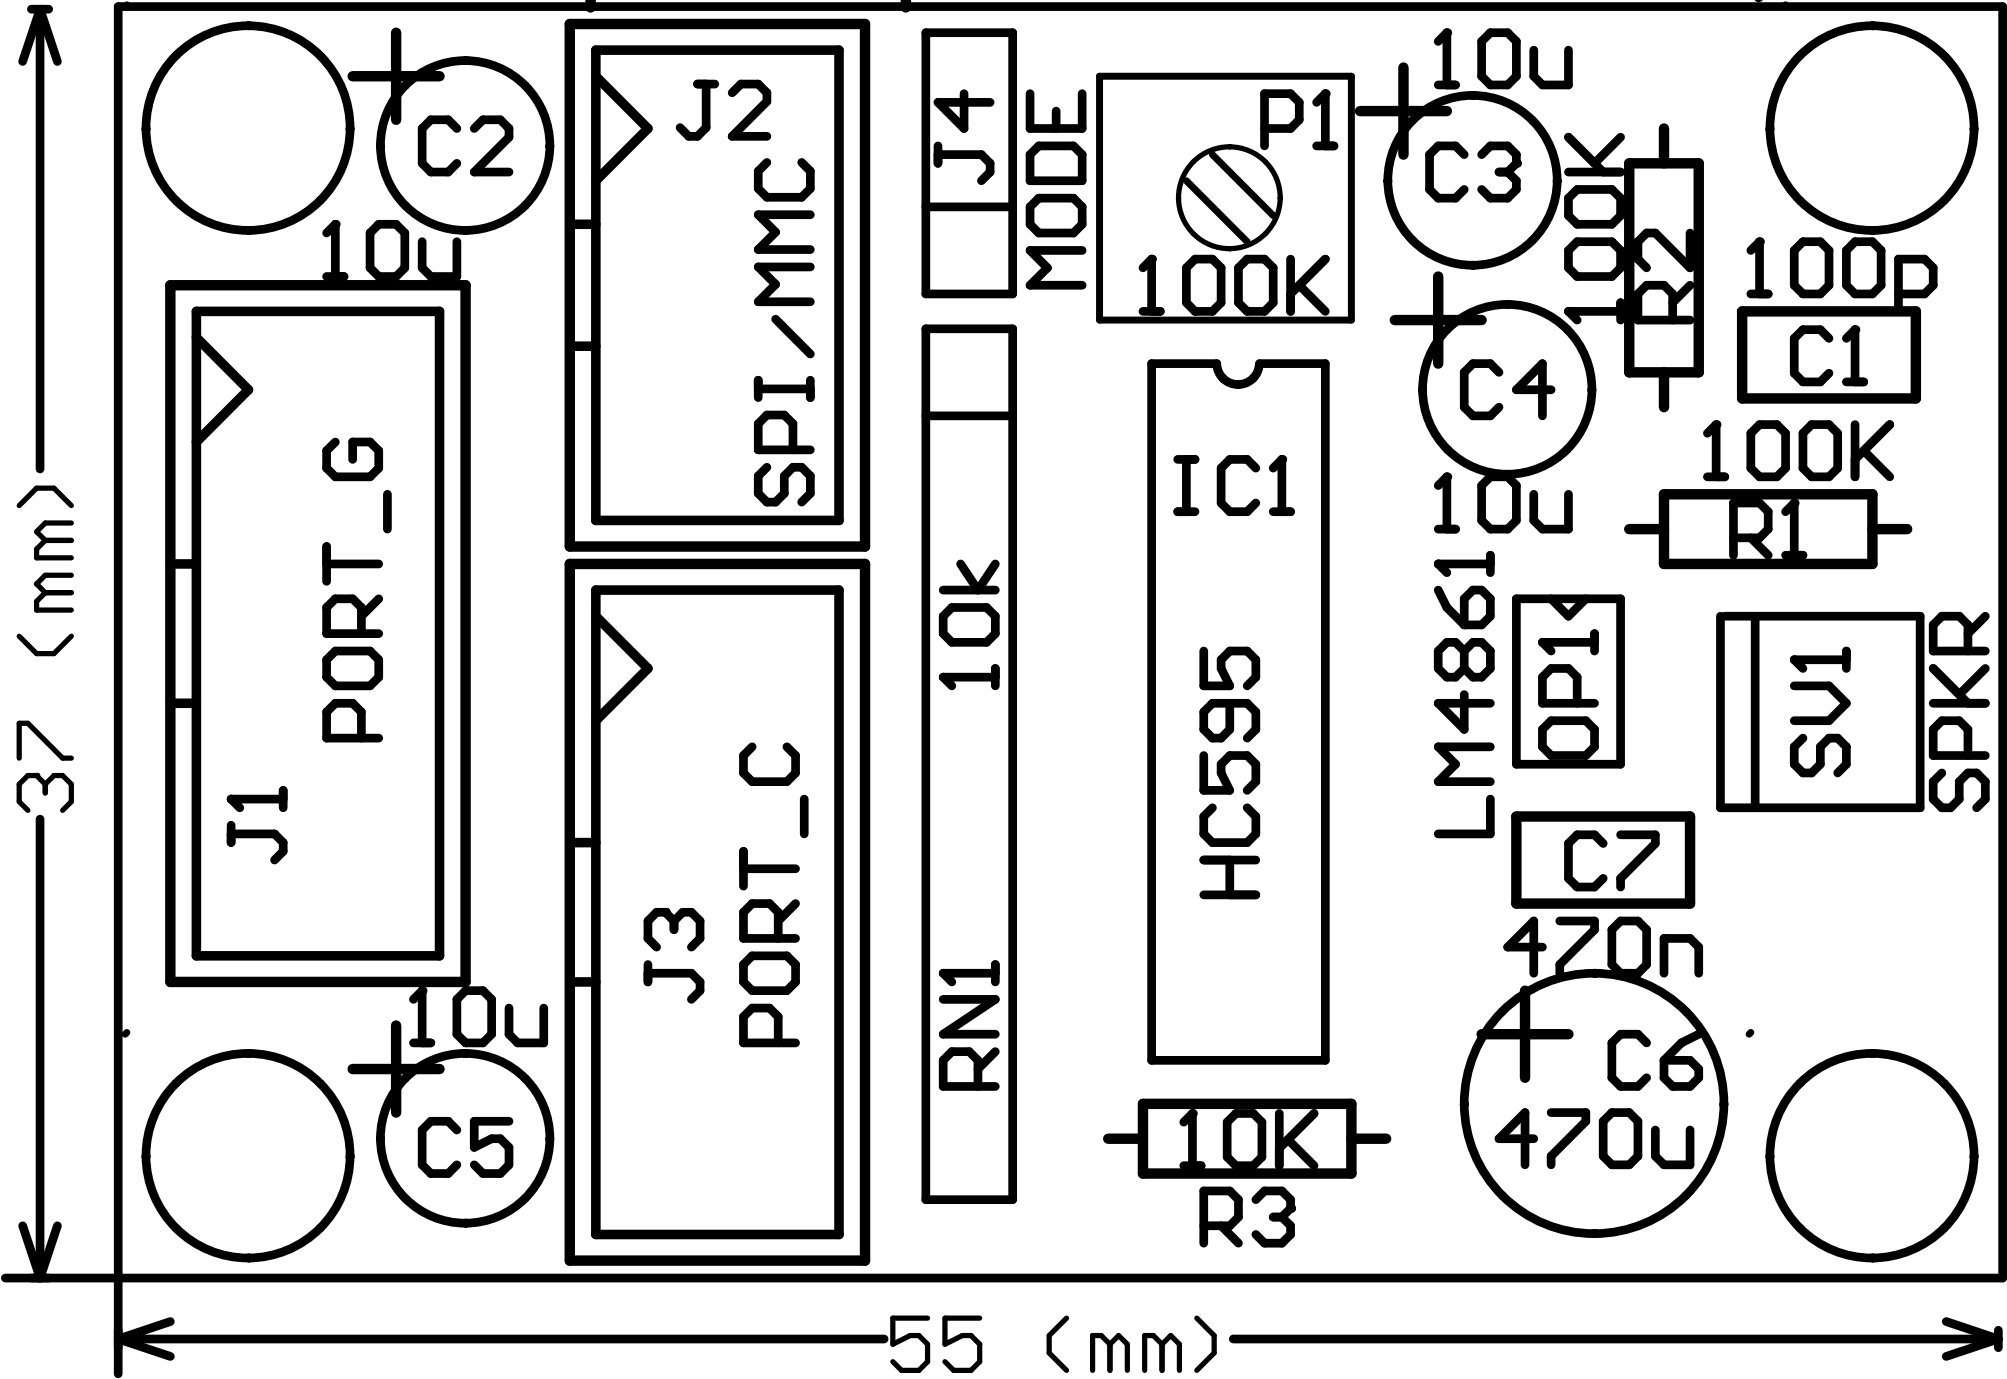 C2
10u
J2
SPI/MMC
J4
MODE
P1
100K
10u
C3
100K
R2
100p
C1
C4
10u
100K
R1
PORT_G
J1
IC1
HC595
10k
RN1
LM4861
OP1
SV1
SPKR
PORT_C
J3
C7
470n
10u
C5
C6
470u
10K
R3
37 (mm)
55 (mm)